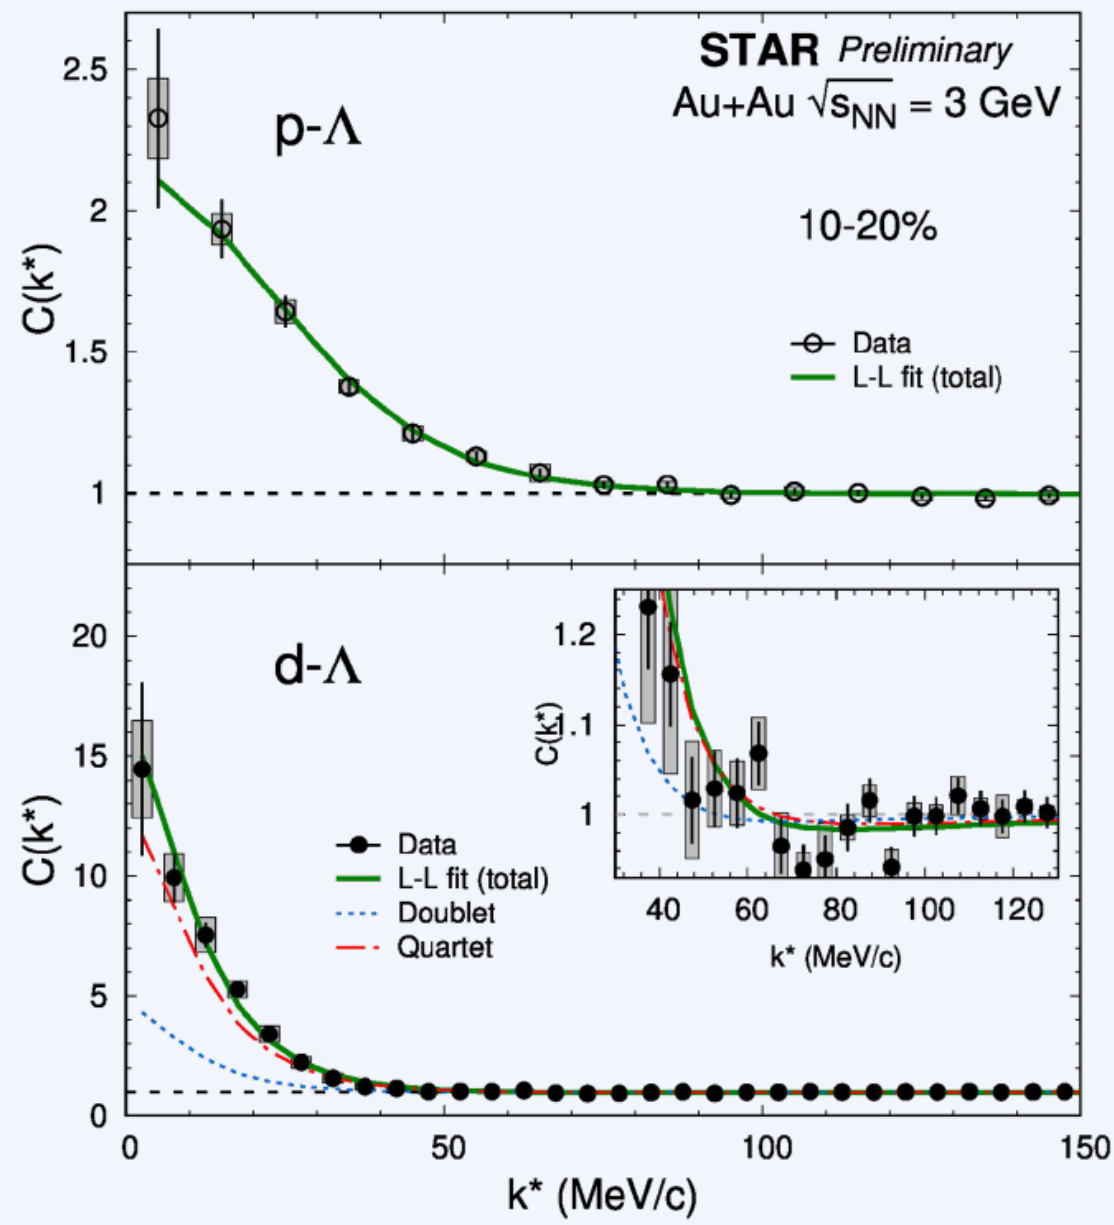 STAR Preliminary
Au+Au √sNN = 3 GeV
p-Λ
10-20%
Data
L-L fit (total)
C(k*)
2.5
2
1.5
1
d-Λ
Data
L-L fit (total)
Doublet
Quartet
C(k*)
20
15
10
5
0
C(k*)
1.2
1.1
1
40 60 80 100 120
k* (MeV/c)
0 50 100 150
k* (MeV/c)